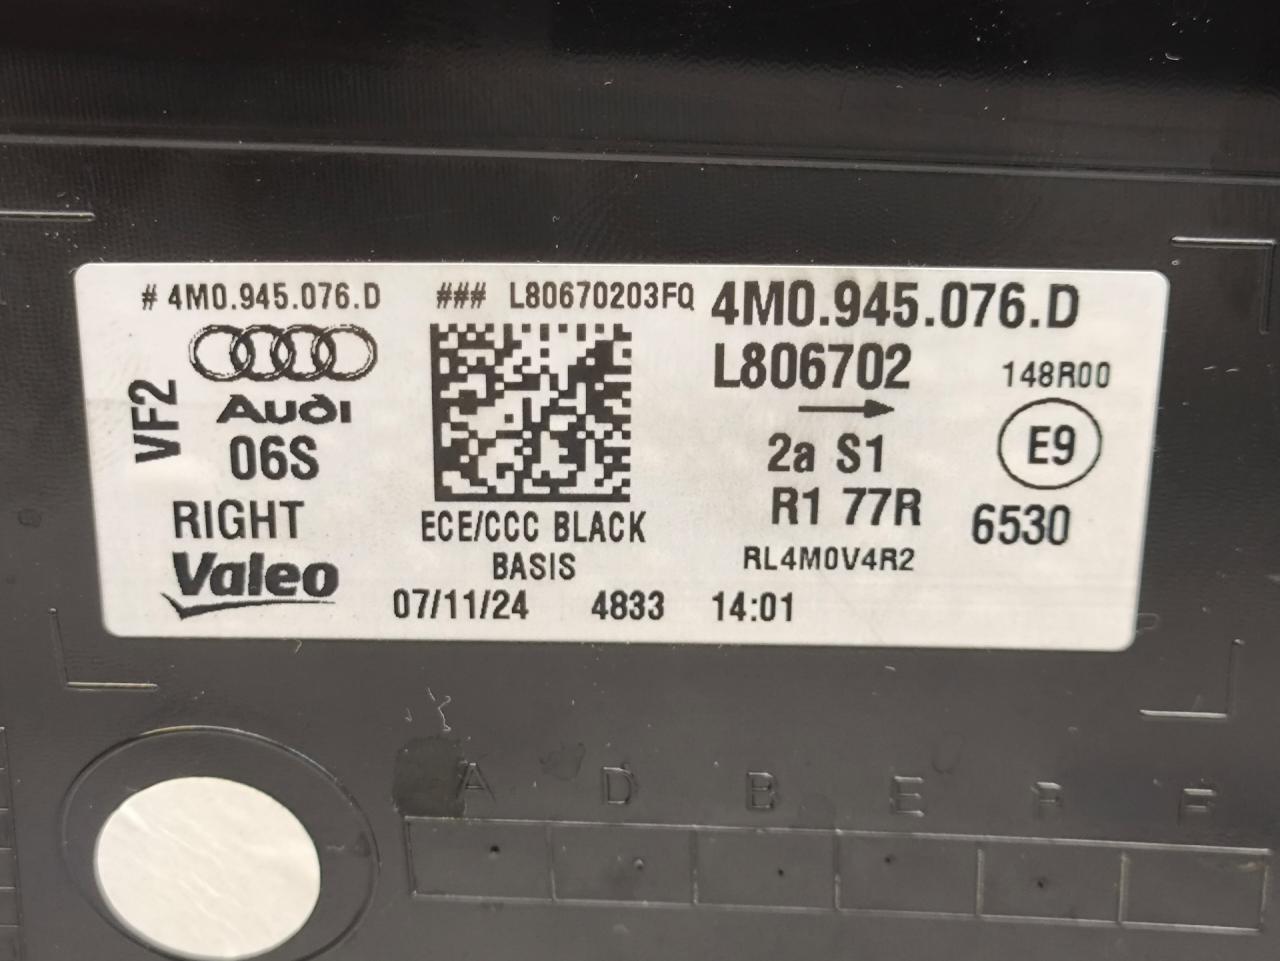 # 4M0.945.076.D ### L80670203FQ 4M0.945.076.D
L806702 148R00
VF2
Audi
06S
2a S1 E9
RIGHT
ECE/CCC BLACK
R1 77R 6530
Valeo
BASIS
RL4M0V4R2
07/11/24 4833 14:01
A D B E F F